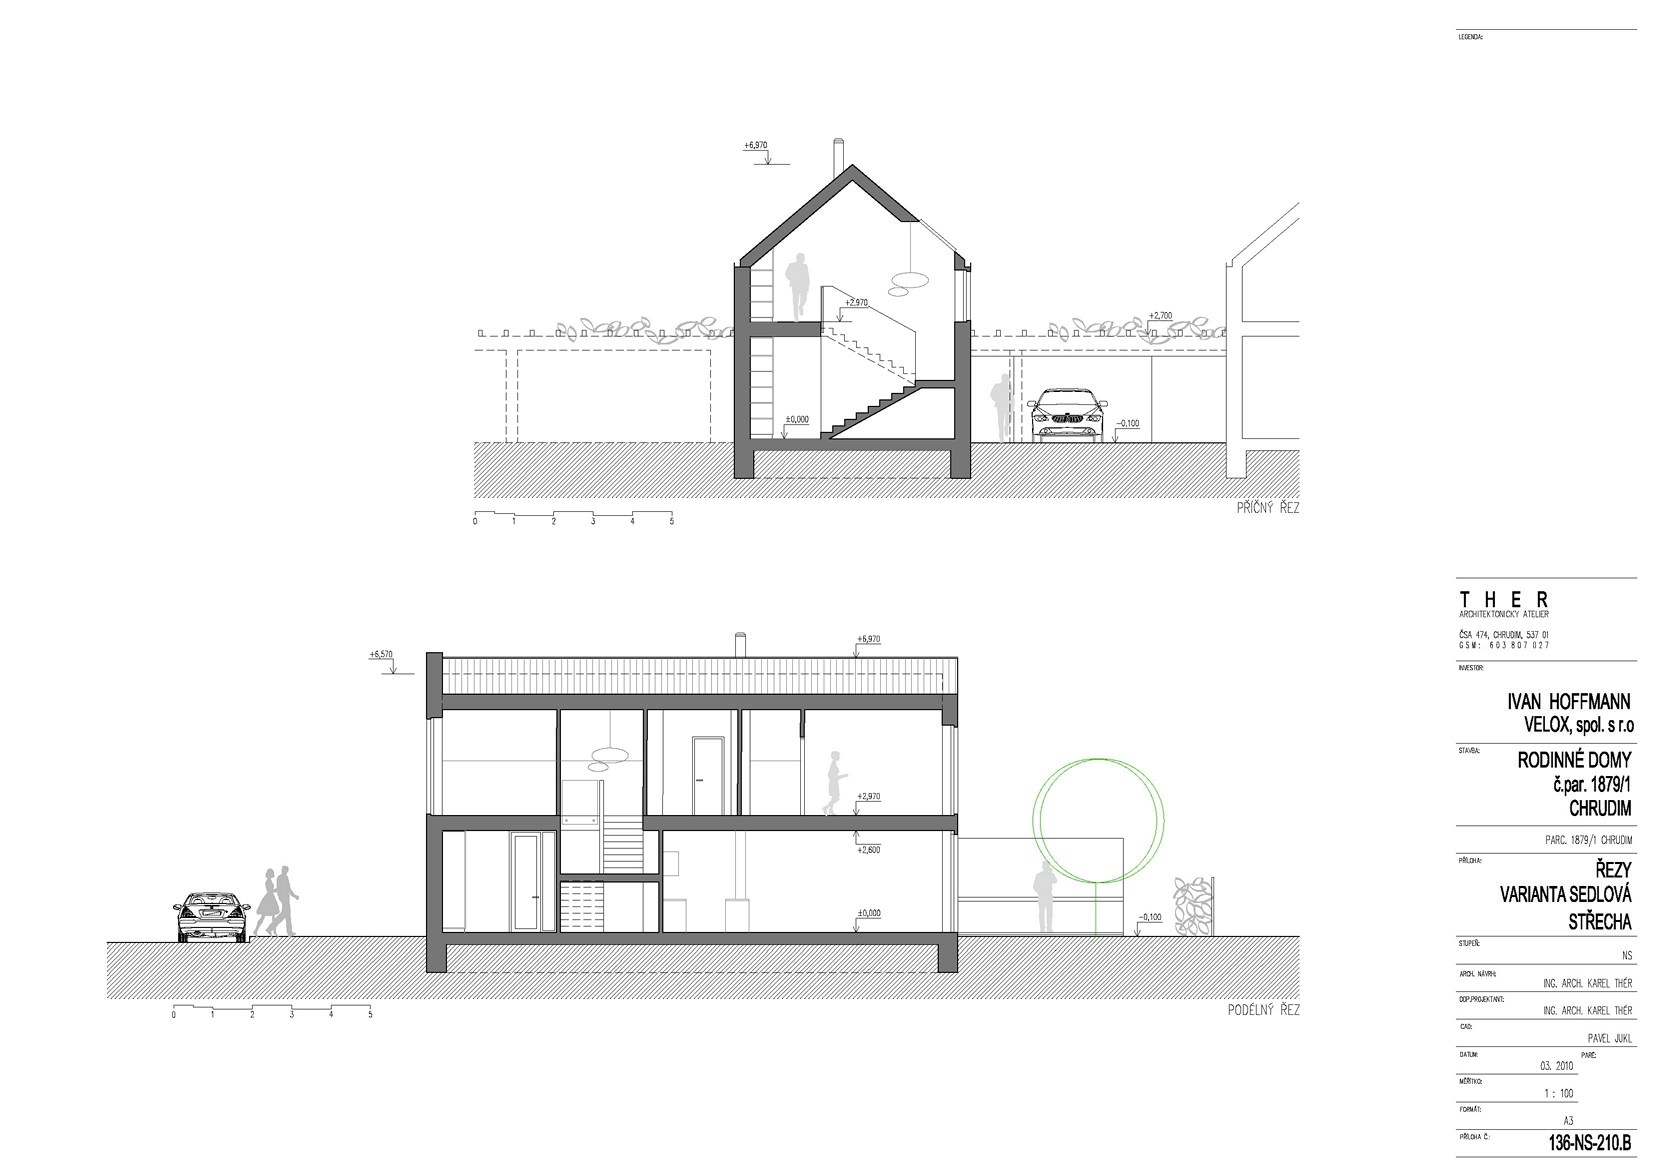 LEGENDA:
+6,970
+2,970
+2,700
±0,000
-0,100
PŘÍČNÝ ŘEZ
0 1 2 3 4 5
+6,970
+6,570
+2,970
+2,600
±0,000
-0,100
0 1 2 3 4 5
PODÉLNÝ ŘEZ
THER
ARCHITEKTONICKÝ ATELIER
ČSA 474, CHRUDIM, 537 01
GSM: 603 807 027
INVESTOR:
IVAN HOFFMANN
VELOX, spol. s r.o
STAVBA:
RODINNÉ DOMY
č.par. 1879/1
CHRUDIM
PARC. 1879/1 CHRUDIM
PŘÍLOHA:
ŘEZY
VARIANTA SEDLOVÁ
STŘECHA
STUPEŇ:
NS
ARCH. NÁVRH:
ING. ARCH. KAREL THÉR
ODP.PROJEKTANT:
ING. ARCH. KAREL THÉR
CAD:
PAVEL JUKL
DATUM: PARÉ:
03. 2010
MĚŘÍTKO:
1 : 100
FORMÁT:
A3
PŘÍLOHA Č.:
136-NS-210.B